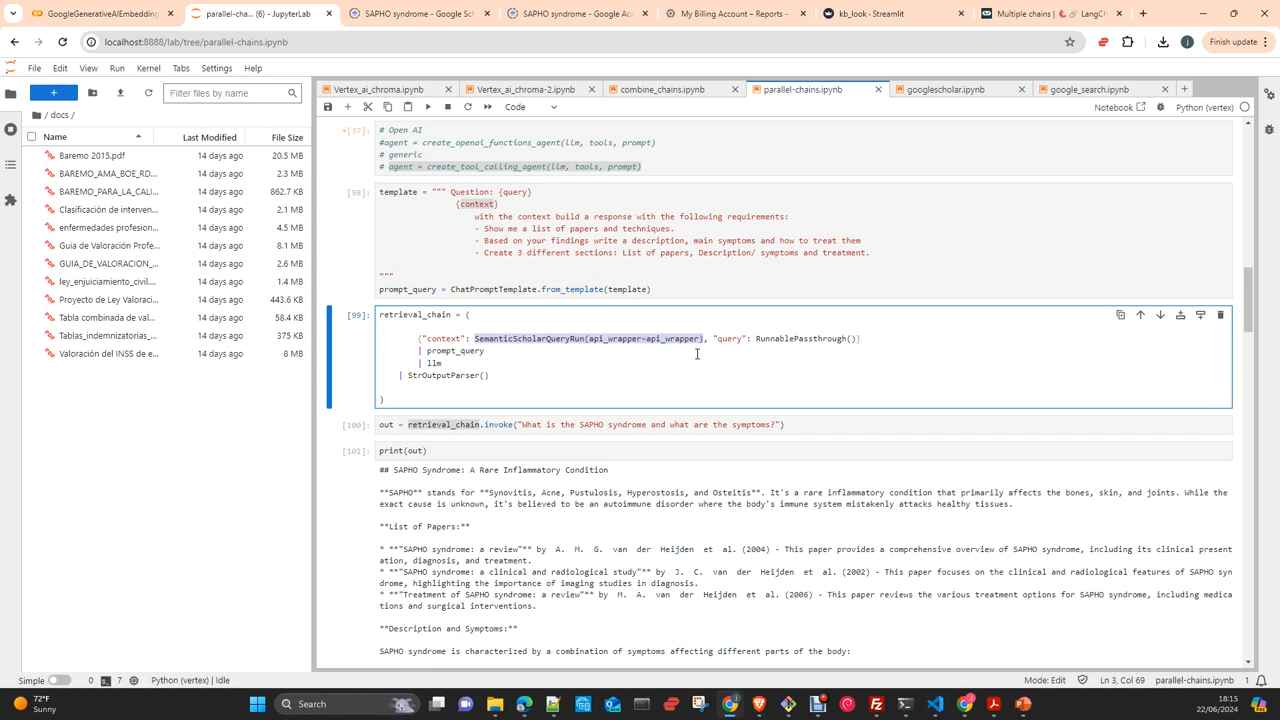 GoogleGenerativeAIEmbedding
parallel-cha... (6) - JupyterLab
SAPHO syndrome - Google Sch
SAPHO syndrome - Google Aca
My Billing Account – Reports –
kb_look - Streamlit
Multiple chains | 🦜️🔗 LangCh
localhost:8888/lab/tree/parallel-chains.ipynb
Finish update
File Edit View Run Kernel Tabs Settings Help
Vertex_ai_chroma.ipynb
Vertex_ai_chroma-2.ipynb
combine_chains.ipynb
parallel-chains.ipynb
googlescholar.ipynb
google_search.ipynb
Filter files by name
Code
Notebook
Python (vertex)
/ docs /
Name Last Modified File Size
Baremo 2015.pdf 14 days ago 20.5 MB
BAREMO_AMA_BOE_RD... 14 days ago 2.3 MB
BAREMO_PARA_LA_CALI... 14 days ago 862.7 KB
Clasificación de interven... 14 days ago 2.1 MB
enfermedades profesion... 14 days ago 4.5 MB
Guia de Valoración Profe... 14 days ago 8.1 MB
GUIA_DE_VALORACION_... 14 days ago 2.6 MB
ley_enjuiciamiento_civil.... 14 days ago 1.4 MB
Proyecto de Ley Valoraci... 14 days ago 443.6 KB
Tabla combinada de val... 14 days ago 58.4 KB
Tablas_indemnizatorias_... 14 days ago 375 KB
Valoración del INSS de e... 14 days ago 8 MB
[37]:
# Open AI
#agent = create_openai_functions_agent(llm, tools, prompt)
# generic
# agent = create_tool_calling_agent(llm, tools, prompt)
[98]:
template = """ Question: {query}
{context}
with the context build a response with the following requirements:
- Show me a list of papers and techniques.
- Based on your findings write a description, main symptoms and how to treat them
- Create 3 different sections: List of papers, Description/ symptoms and treatment.
"""
prompt_query = ChatPromptTemplate.from_template(template)
[99]:
retrieval_chain = (
{"context": SemanticScholarQueryRun(api_wrapper=api_wrapper), "query": RunnablePassthrough()}
| prompt_query
| llm
| StrOutputParser()
)
[100]:
out = retrieval_chain.invoke("What is the SAPHO syndrome and what are the symptoms?")
[101]:
print(out)
## SAPHO Syndrome: A Rare Inflammatory Condition
**SAPHO** stands for **Synovitis, Acne, Pustulosis, Hyperostosis, and Osteitis**. It's a rare inflammatory condition that primarily affects the bones, skin, and joints. While the
exact cause is unknown, it's believed to be an autoimmune disorder where the body's immune system mistakenly attacks healthy tissues.
**List of Papers:**
* **"SAPHO syndrome: a review"** by A. M. G. van der Heijden et al. (2004) - This paper provides a comprehensive overview of SAPHO syndrome, including its clinical present
ation, diagnosis, and treatment.
* **"SAPHO syndrome: a clinical and radiological study"** by J. C. van der Heijden et al. (2002) - This paper focuses on the clinical and radiological features of SAPHO syn
drome, highlighting the importance of imaging studies in diagnosis.
* **"Treatment of SAPHO syndrome: a review"** by M. A. van der Heijden et al. (2006) - This paper reviews the various treatment options for SAPHO syndrome, including medica
tions and surgical interventions.
**Description and Symptoms:**
SAPHO syndrome is characterized by a combination of symptoms affecting different parts of the body:
Simple 0 7 Python (vertex) | Idle
Mode: Edit Ln 3, Col 69 parallel-chains.ipynb 1
72°F
Sunny
Search
18:15
22/06/2024